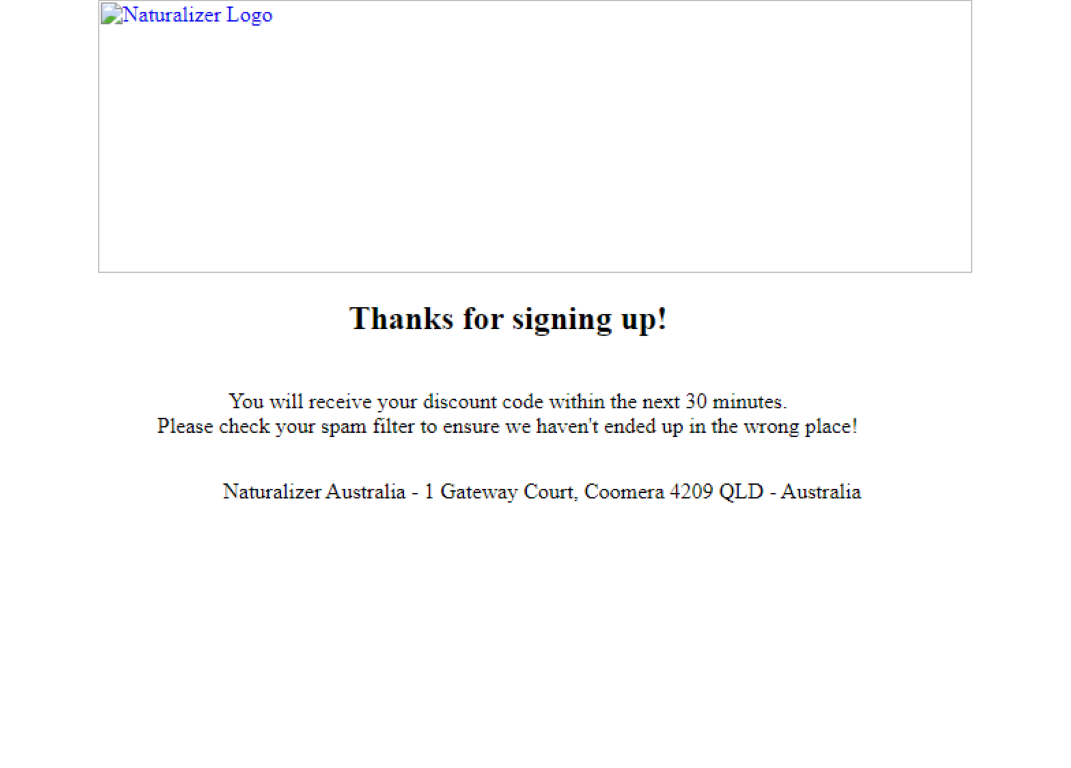 Naturalizer Logo
Thanks for signing up!
You will receive your discount code within the next 30 minutes.
Please check your spam filter to ensure we haven't ended up in the wrong place!
Naturalizer Australia - 1 Gateway Court, Coomera 4209 QLD - Australia